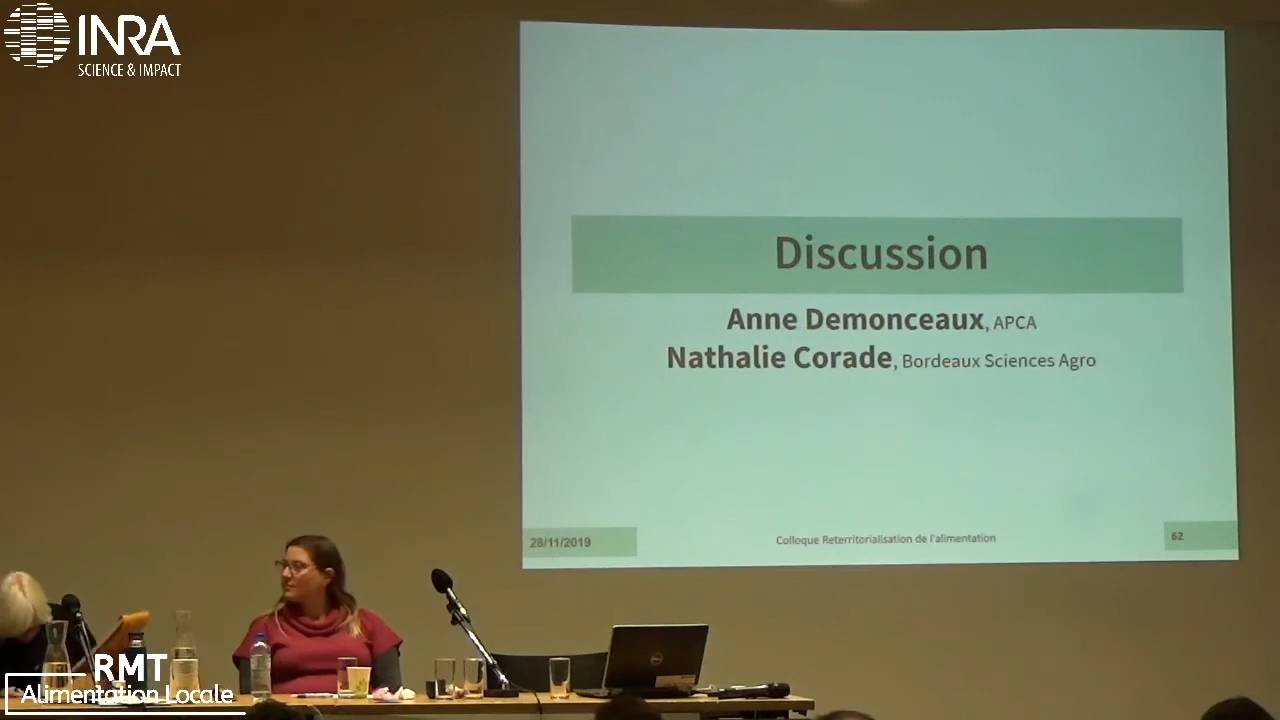 INRA
SCIENCE & IMPACT
Discussion
Anne Demonceaux, APCA
Nathalie Corade, Bordeaux Sciences Agro
28/11/2019
Colloque Reterritorialisation de l'alimentation
62
RMT
Alimentation Locale